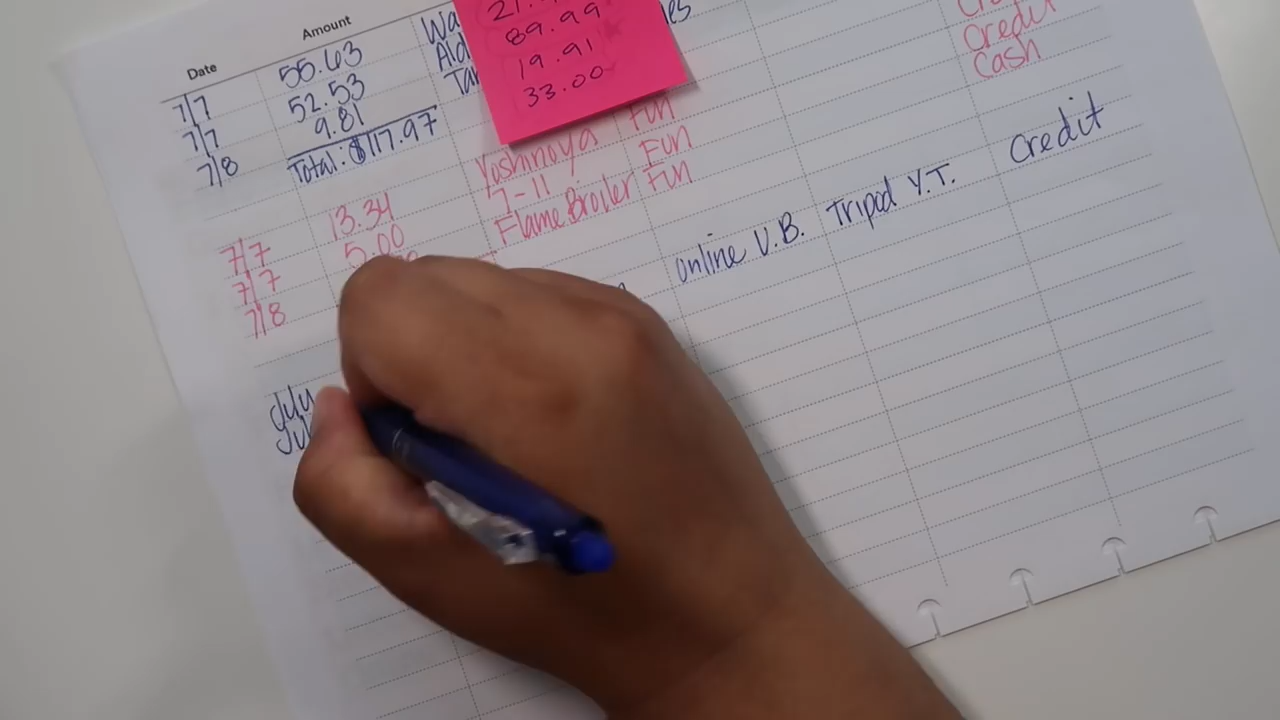 Date Amount
7/7 55.63
7/7 52.53
7/8 9.81
Total: $117.97
89.99
19.91
33.00
Credit
Cash
7/7 13.34 Yoshinoya Fun
7/7 5.00 7-11 Fun
7/8 Flame Broiler Fun
July online V.B. Tripod Y.T. Credit